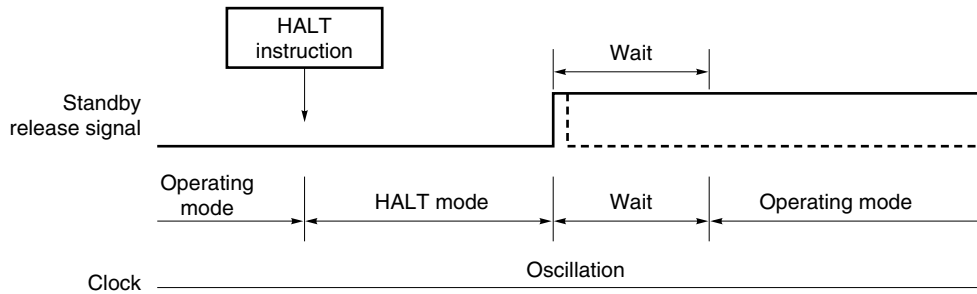 HALT
instruction
Wait
Standby
release signal
Operating
mode
HALT mode
Wait
Operating mode
Oscillation
Clock